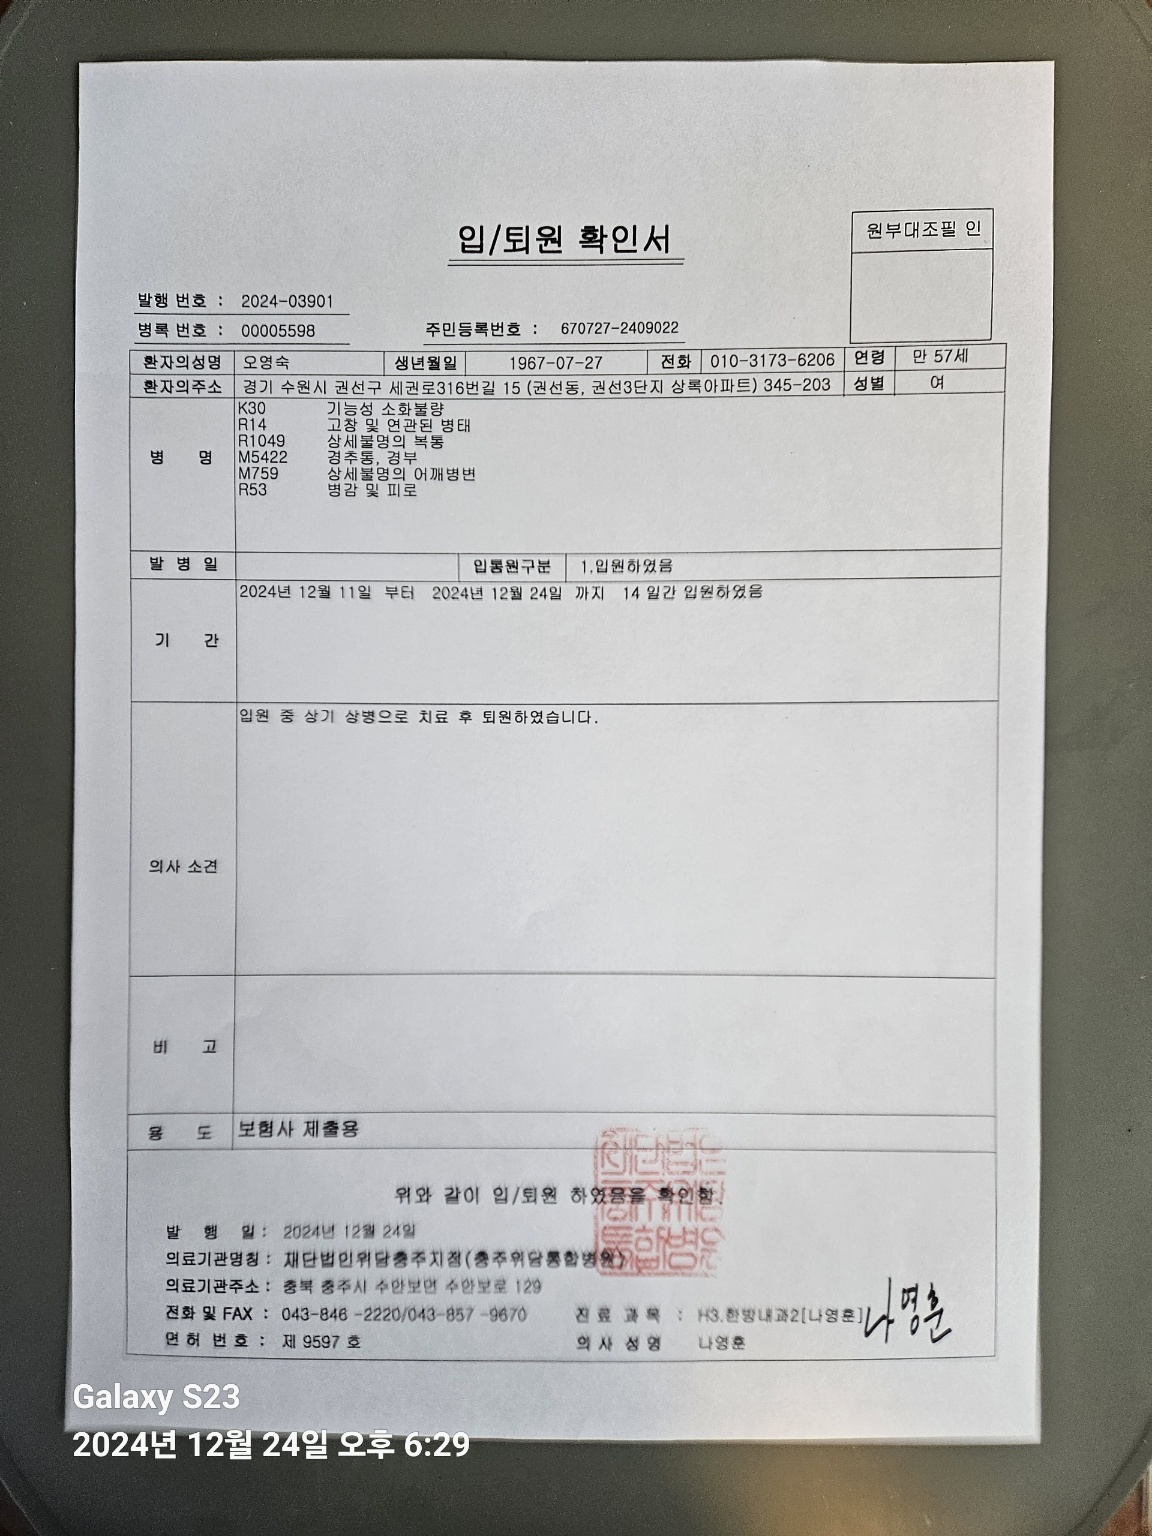 입/퇴원 확인서
원부대조필 인
발행 번호 : 2024-03901
병록 번호 : 00005598 주민등록번호 : 670727-2409022
환자의성명 오영숙 생년월일 1967-07-27 전화 010-3173-6206 연령 만 57세
환자의주소 경기 수원시 권선구 세권로316번길 15 (권선동, 권선3단지 상록아파트) 345-203 성별 여
병 명
K30 기능성 소화불량
R14 고창 및 연관된 병태
R1049 상세불명의 복통
M5422 경추통, 경부
M759 상세불명의 어깨병변
R53 병감 및 피로
발 병 일 입통원구분 1.입원하였음
기 간 2024년 12월 11일 부터 2024년 12월 24일 까지 14 일간 입원하였음
의사 소견 입원 중 상기 상병으로 치료 후 퇴원하였습니다.
비 고
용 도 보험사 제출용
위와 같이 입/퇴원 하였음을 확인함.
발 행 일 : 2024년 12월 24일
의료기관명칭 : 재단법인위담충주지점(충주위담통합병원)
의료기관주소 : 충북 충주시 수안보면 수안보로 129
전화 및 FAX : 043-846 -2220/043-857 -9670 진 료 과 목 : H3.한방내과2[나영훈] 나영훈
면 허 번 호 : 제 9597 호 의 사 성 명 나영훈
Galaxy S23
2024년 12월 24일 오후 6:29